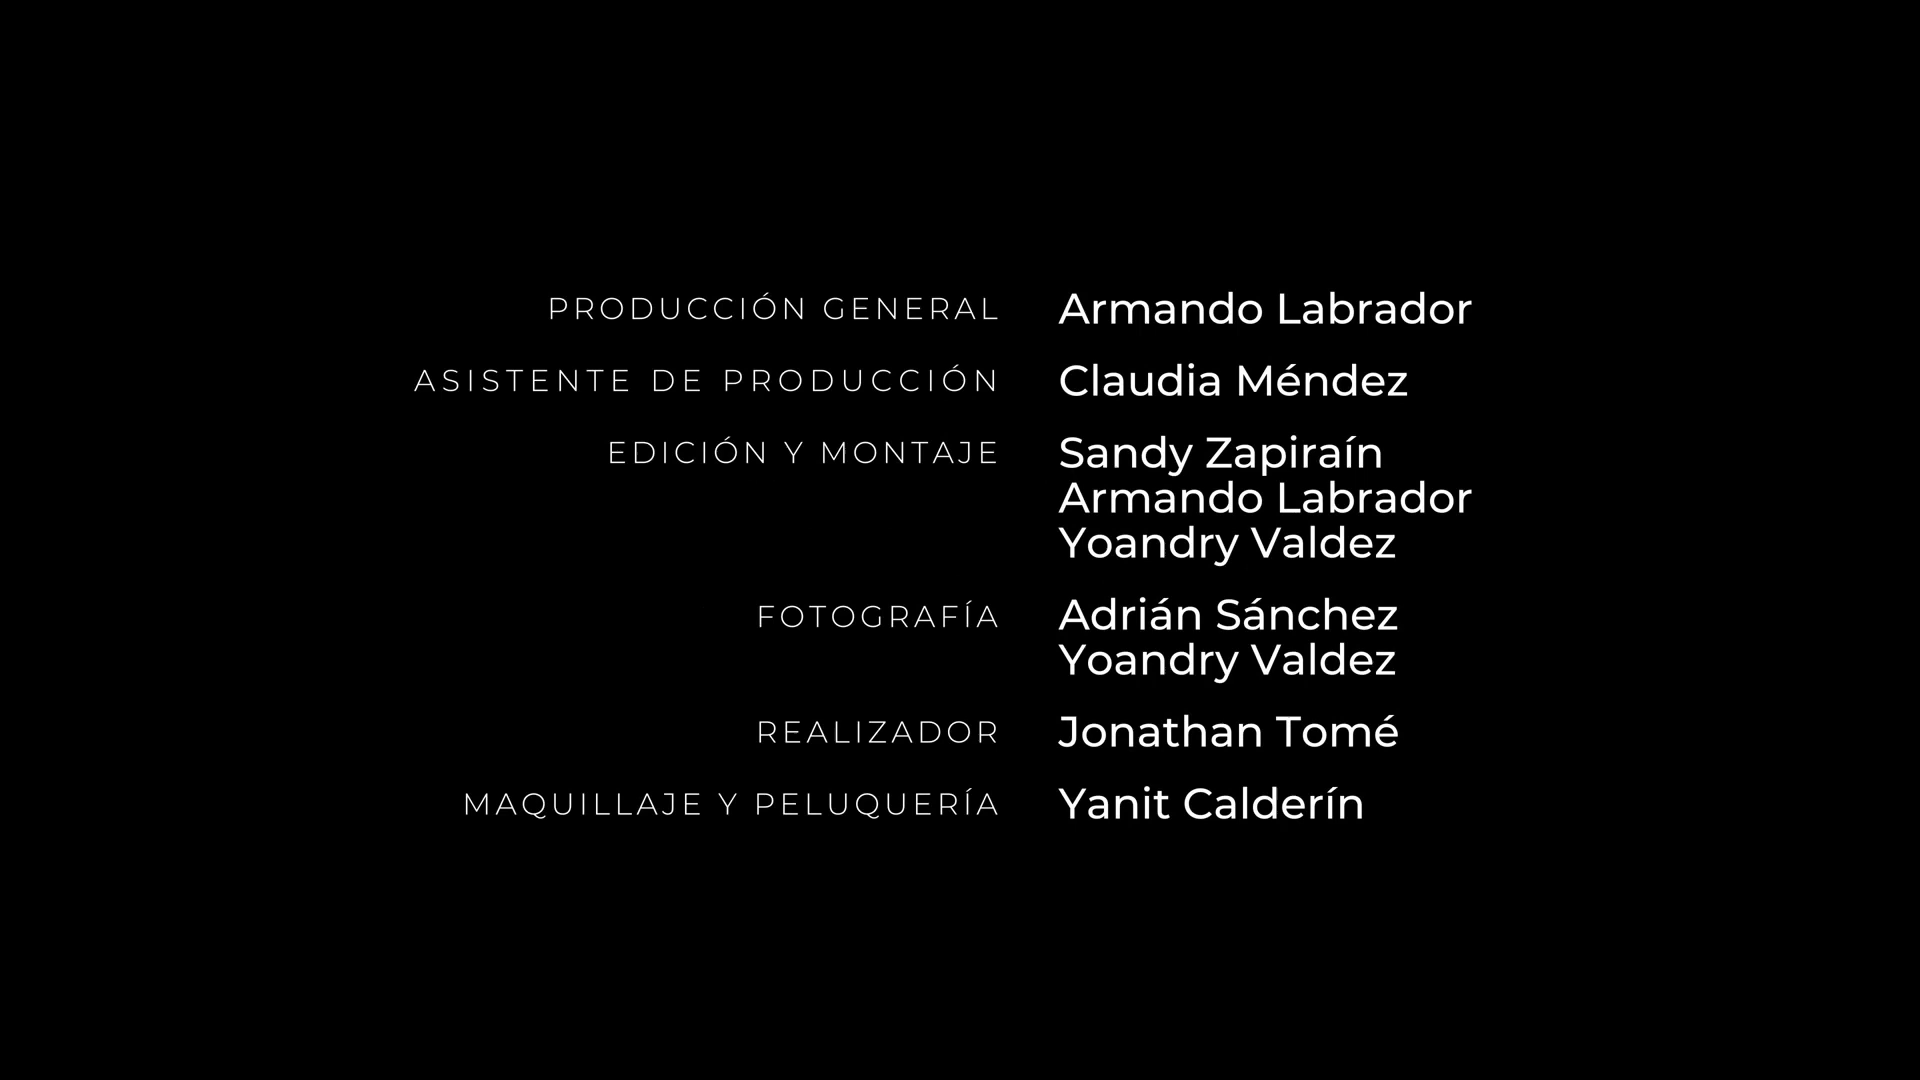 PRODUCCIÓN GENERAL Armando Labrador
ASISTENTE DE PRODUCCIÓN Claudia Méndez
EDICIÓN Y MONTAJE Sandy Zapiraín
Armando Labrador
Yoandry Valdez
FOTOGRAFÍA Adrián Sánchez
Yoandry Valdez
REALIZADOR Jonathan Tomé
MAQUILLAJE Y PELUQUERÍA Yanit Calderín